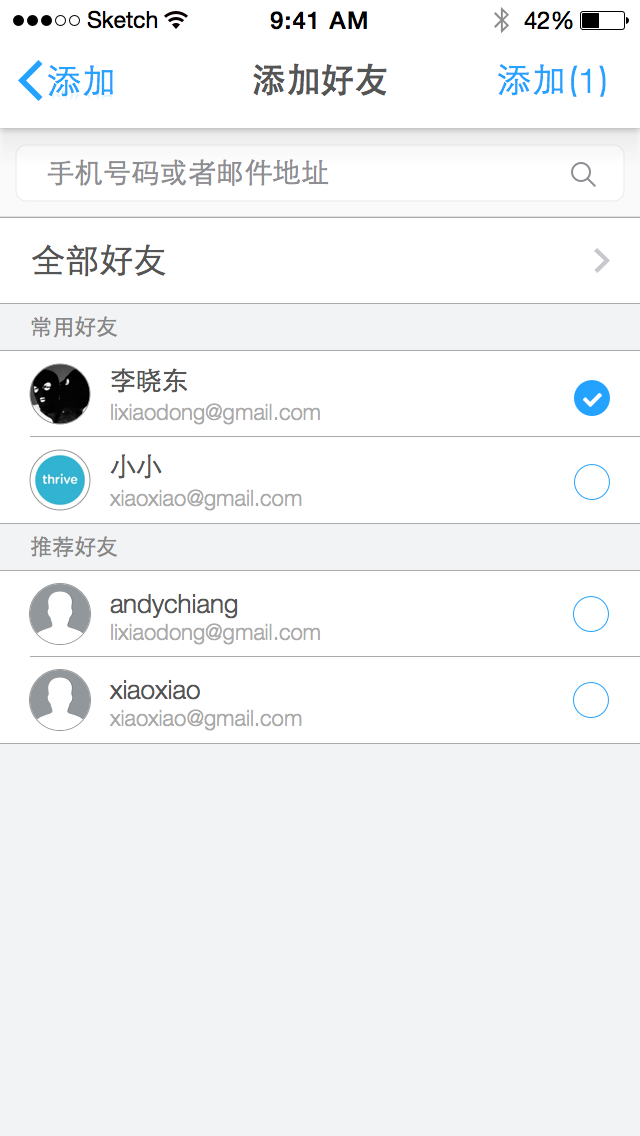 Sketch 9:41 AM 42%
添加 添加好友 添加(1)
手机号码或者邮件地址
全部好友
常用好友
李晓东
lixiaodong@gmail.com
thrive
小小
xiaoxiao@gmail.com
推荐好友
andychiang
lixiaodong@gmail.com
xiaoxiao
xiaoxiao@gmail.com